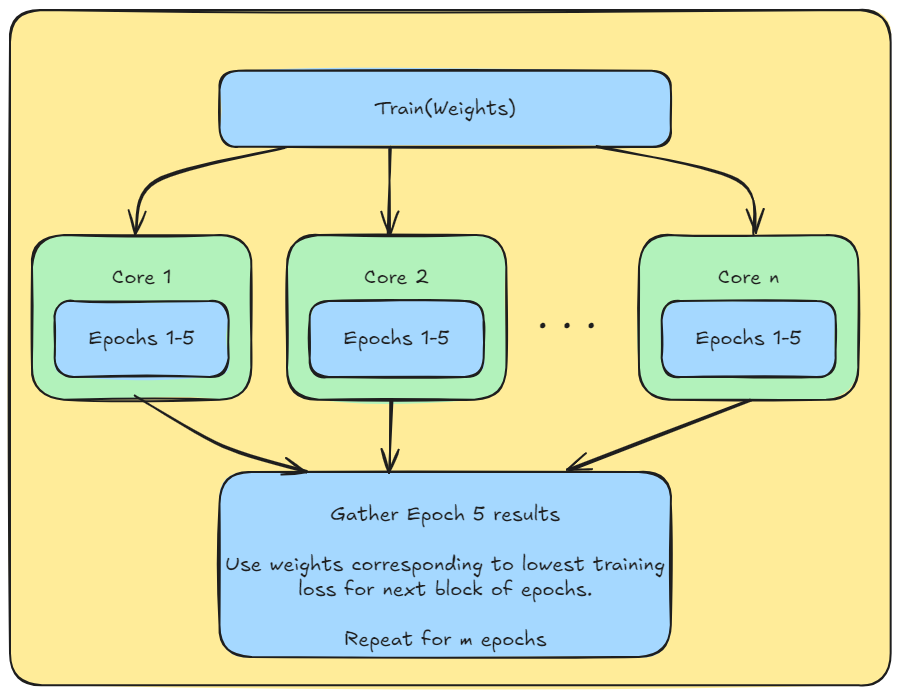 Train(Weights)
Core 1
Core 2
Core n
Epochs 1-5
Epochs 1-5
. . .
Epochs 1-5
Gather Epoch 5 results
Use weights corresponding to lowest training
loss for next block of epochs.
Repeat for m epochs